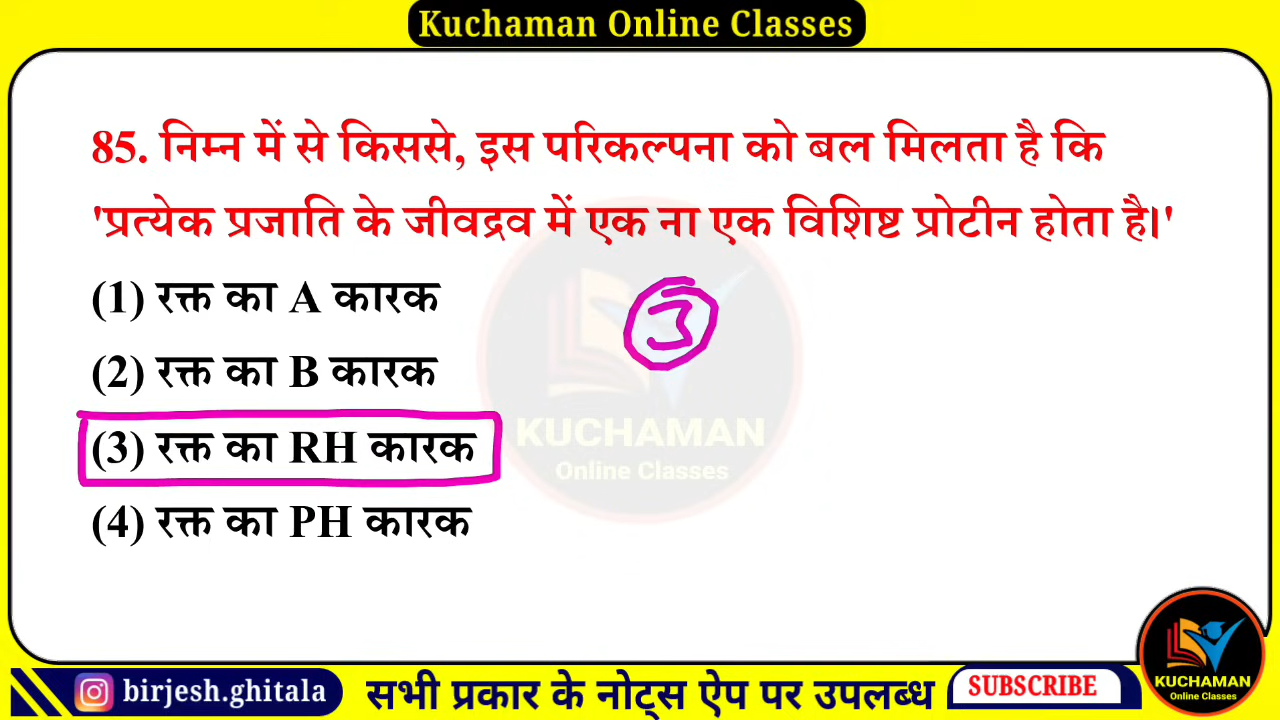 Kuchaman Online Classes
85. निम्न में से किससे, इस परिकल्पना को बल मिलता है कि
'प्रत्येक प्रजाति के जीवद्रव में एक ना एक विशिष्ट प्रोटीन होता है।'
(1) रक्त का A कारक
3
(2) रक्त का B कारक
(3) रक्त का RH कारक
KUCHAMAN
Online Classes
(4) रक्त का PH कारक
birjesh.ghitala
सभी प्रकार के नोट्स ऐप पर उपलब्ध
SUBSCRIBE
KUCHAMAN
Online Classes